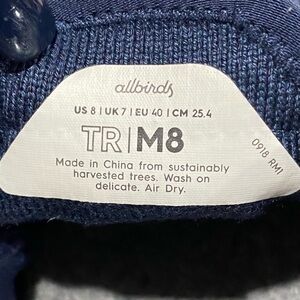 allbirds
US 8 | UK 7 | EU 40 | CM 25.4
TR | M8
Made in China from sustainably
harvested trees. Wash on
delicate. Air Dry.
0918 RM1